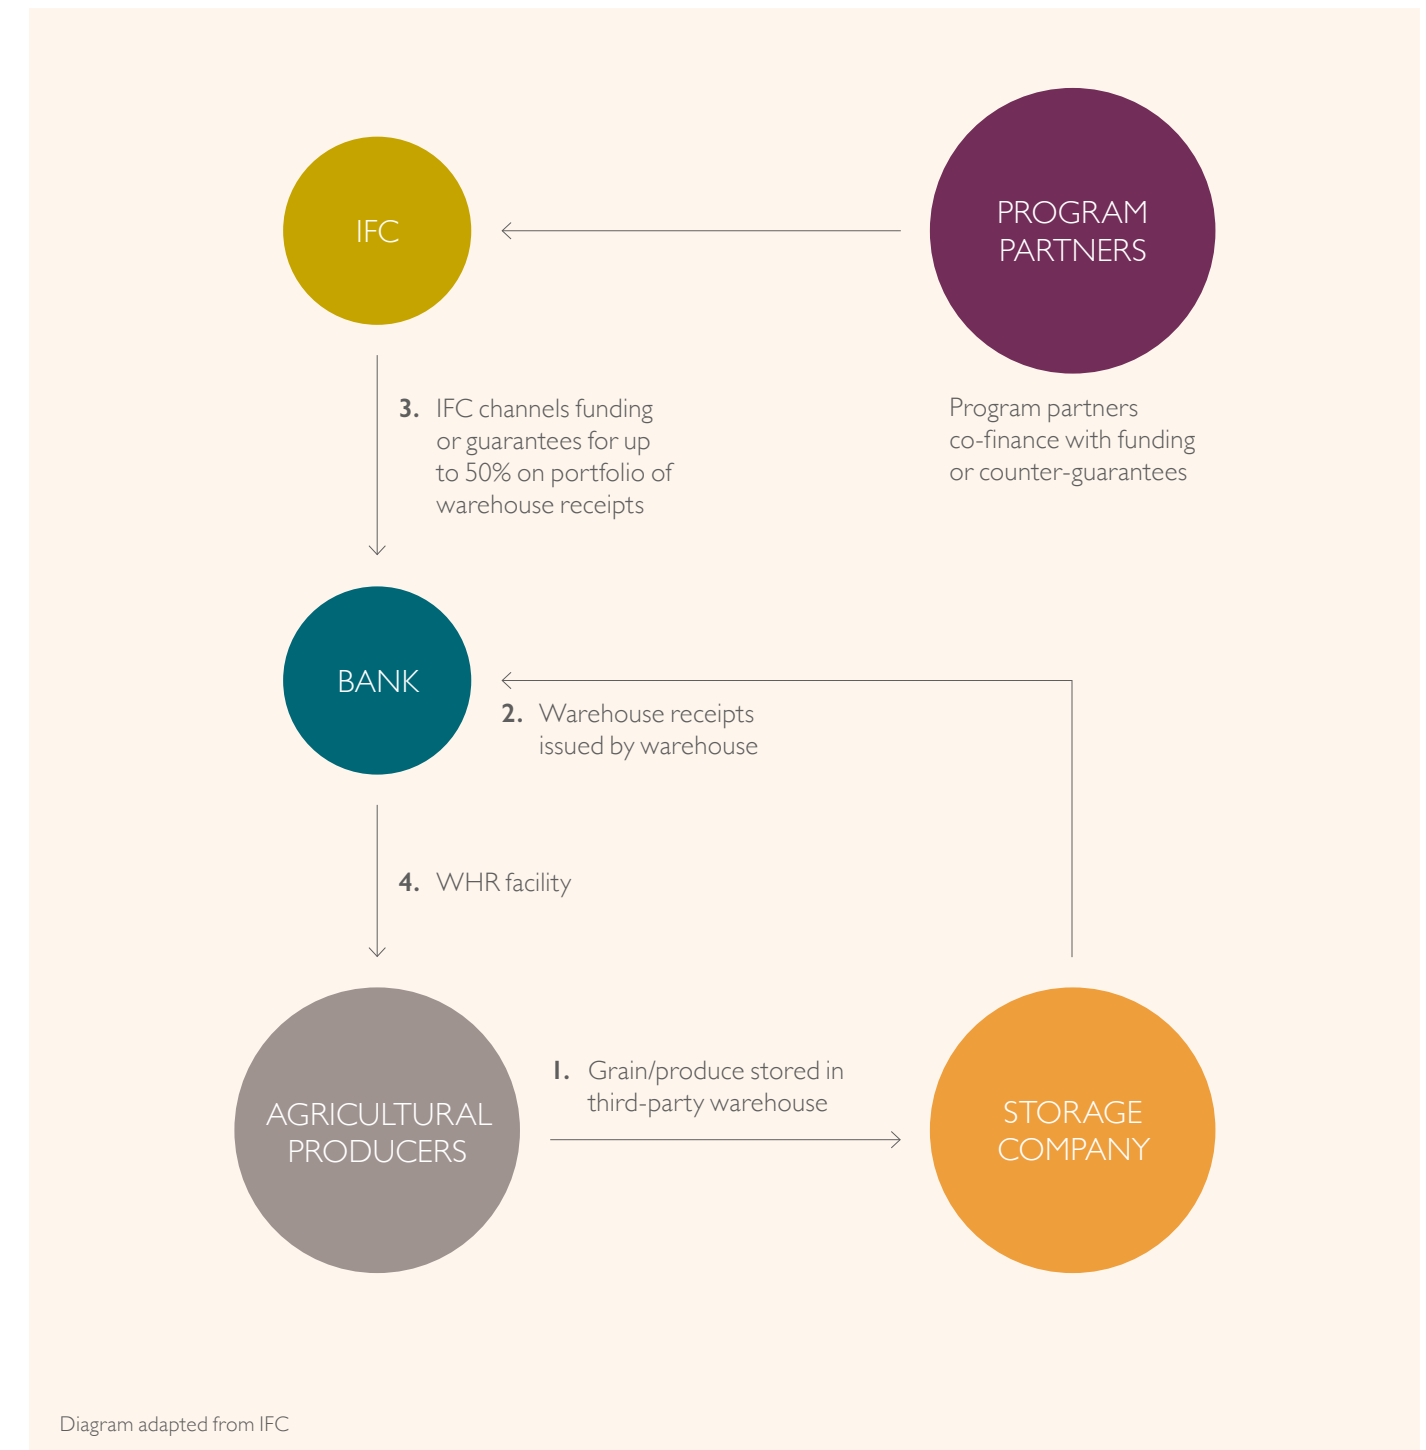 IFC
PROGRAM
PARTNERS
3. IFC channels funding
or guarantees for up
to 50% on portfolio of
warehouse receipts
Program partners
co-finance with funding
or counter-guarantees
BANK
2. Warehouse receipts
issued by warehouse
4. WHR facility
1. Grain/produce stored in
third-party warehouse
AGRICULTURAL
PRODUCERS
STORAGE
COMPANY
Diagram adapted from IFC